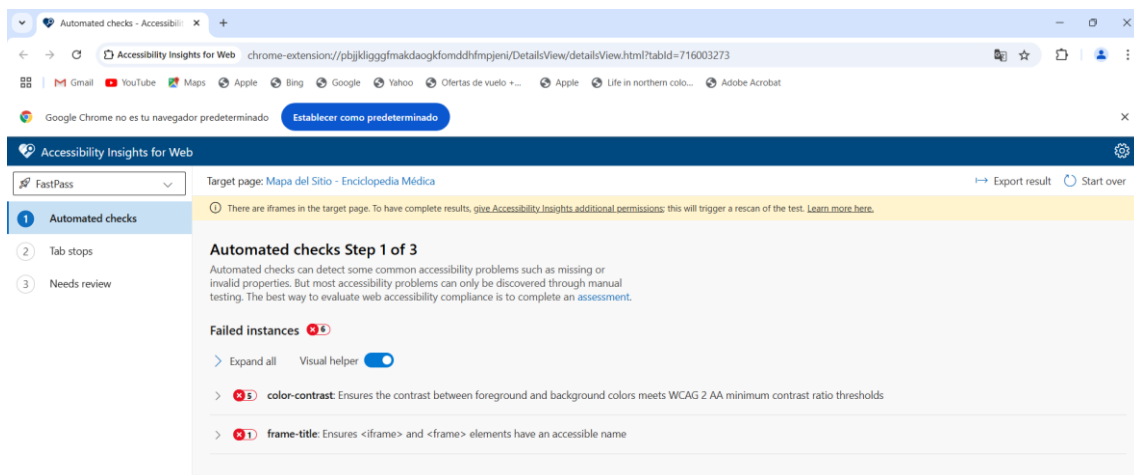 Automated checks - Accessibili
Accessibility Insights for Web chrome-extension://pbjjkligggfmakdaogkfomddhfmpjeni/DetailsView/detailsView.html?tabId=716003273
Gmail YouTube Maps Apple Bing Google Yahoo Ofertas de vuelo +... Apple Life in northern colo... Adobe Acrobat
Google Chrome no es tu navegador predeterminado Establecer como predeterminado
Accessibility Insights for Web
FastPass Target page: Mapa del Sitio - Enciclopedia Médica Export result Start over
1 Automated checks
There are iframes in the target page. To have complete results, give Accessibility Insights additional permissions; this will trigger a rescan of the test. Learn more here.
2 Tab stops
3 Needs review
Automated checks Step 1 of 3
Automated checks can detect some common accessibility problems such as missing or
invalid properties. But most accessibility problems can only be discovered through manual
testing. The best way to evaluate web accessibility compliance is to complete an assessment.
Failed instances 6
Expand all Visual helper
5 color-contrast: Ensures the contrast between foreground and background colors meets WCAG 2 AA minimum contrast ratio thresholds
1 frame-title: Ensures <iframe> and <frame> elements have an accessible name